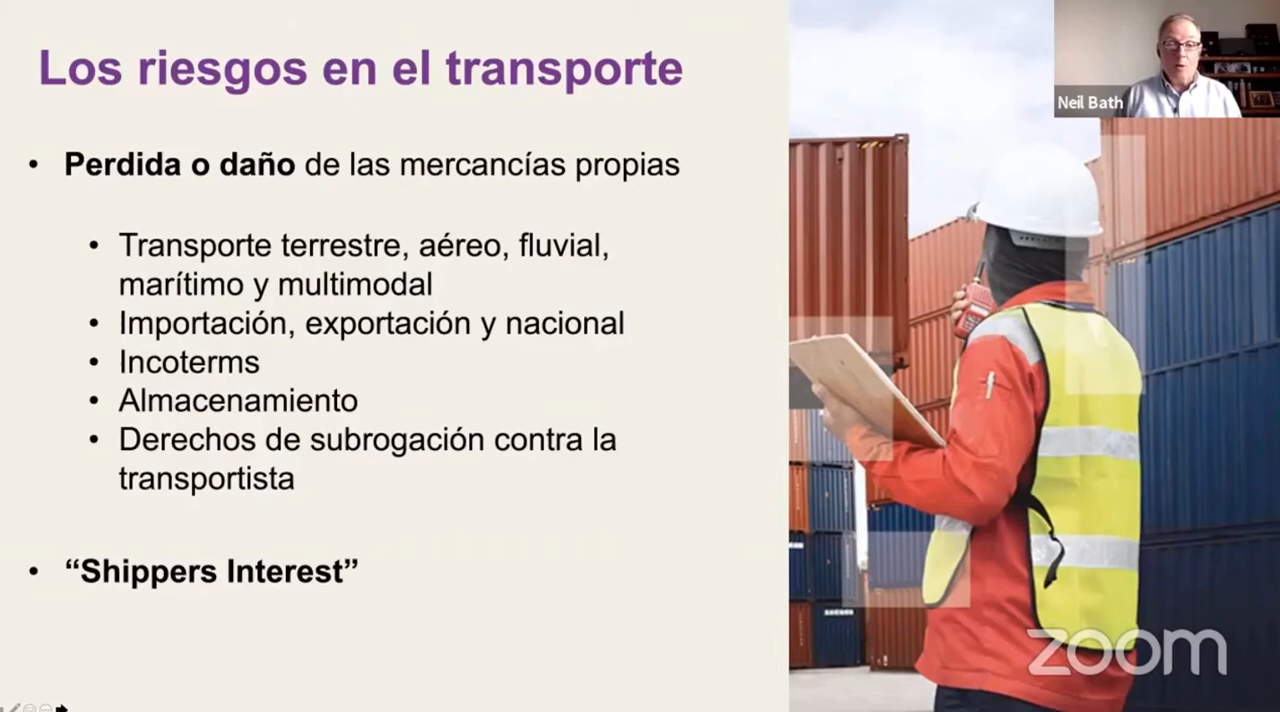 Los riesgos en el transporte
Neil Bath
• Perdida o daño de las mercancías propias
• Transporte terrestre, aéreo, fluvial,
marítimo y multimodal
• Importación, exportación y nacional
• Incoterms
• Almacenamiento
• Derechos de subrogación contra la
transportista
• “Shippers Interest”
zoom